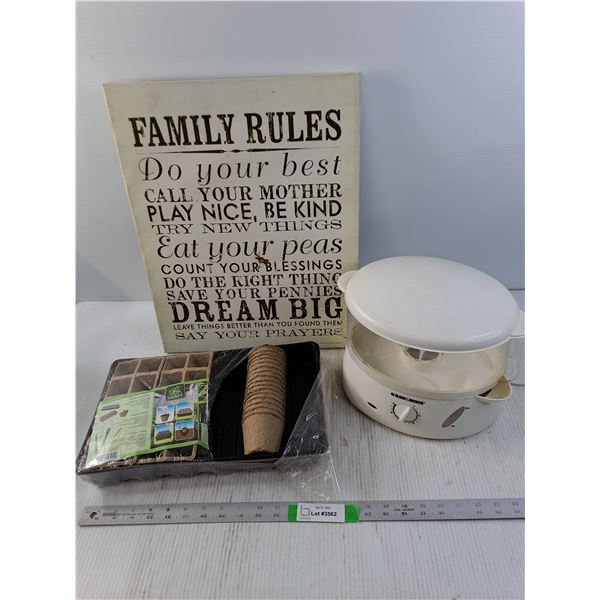 FAMILY RULES
Do your best
CALL YOUR MOTHER
PLAY NICE, BE KIND
TRY NEW THINGS
Eat your peas
COUNT YOUR BLESSINGS
DO THE RIGHT THING
SAVE YOUR PENNIES
DREAM BIG
LEAVE THINGS BETTER THAN YOU FOUND THEM
SAY YOUR PRAYERS
BLACK & DECKER
Lot #3562